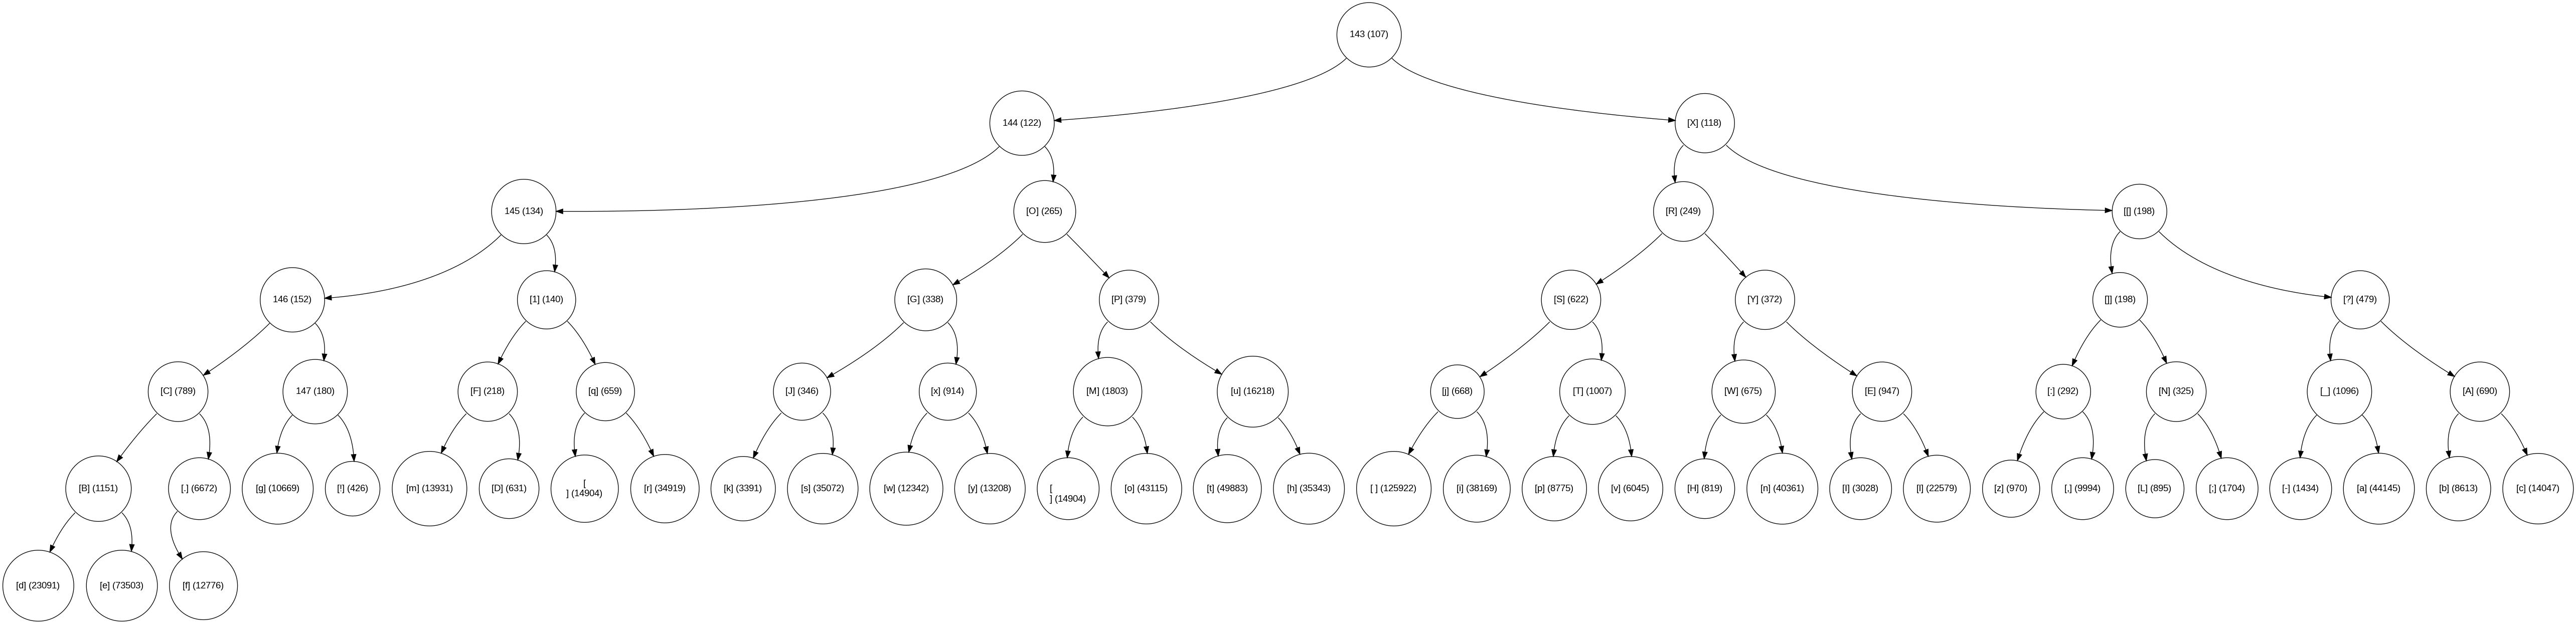 143 (107)
144 (122)
[X] (118)
145 (134)
[O] (265)
[R] (249)
[[] (198)
146 (152)
[1] (140)
[G] (338)
[P] (379)
[S] (622)
[Y] (372)
[]] (198)
[?] (479)
[C] (789)
147 (180)
[F] (218)
[q] (659)
[J] (346)
[x] (914)
[M] (1803)
[u] (16218)
[j] (668)
[T] (1007)
[W] (675)
[E] (947)
[:] (292)
[N] (325)
[_] (1096)
[A] (690)
[B] (1151)
[.] (6672)
[g] (10669)
[!] (426)
[m] (13931)
[D] (631)
[
] (14904)
[r] (34919)
[k] (3391)
[s] (35072)
[w] (12342)
[y] (13208)
[
] (14904)
[o] (43115)
[t] (49883)
[h] (35343)
[ ] (125922)
[i] (38169)
[p] (8775)
[v] (6045)
[H] (819)
[n] (40361)
[I] (3028)
[l] (22579)
[z] (970)
[,] (9994)
[L] (895)
[;] (1704)
[-] (1434)
[a] (44145)
[b] (8613)
[c] (14047)
[d] (23091)
[e] (73503)
[f] (12776)